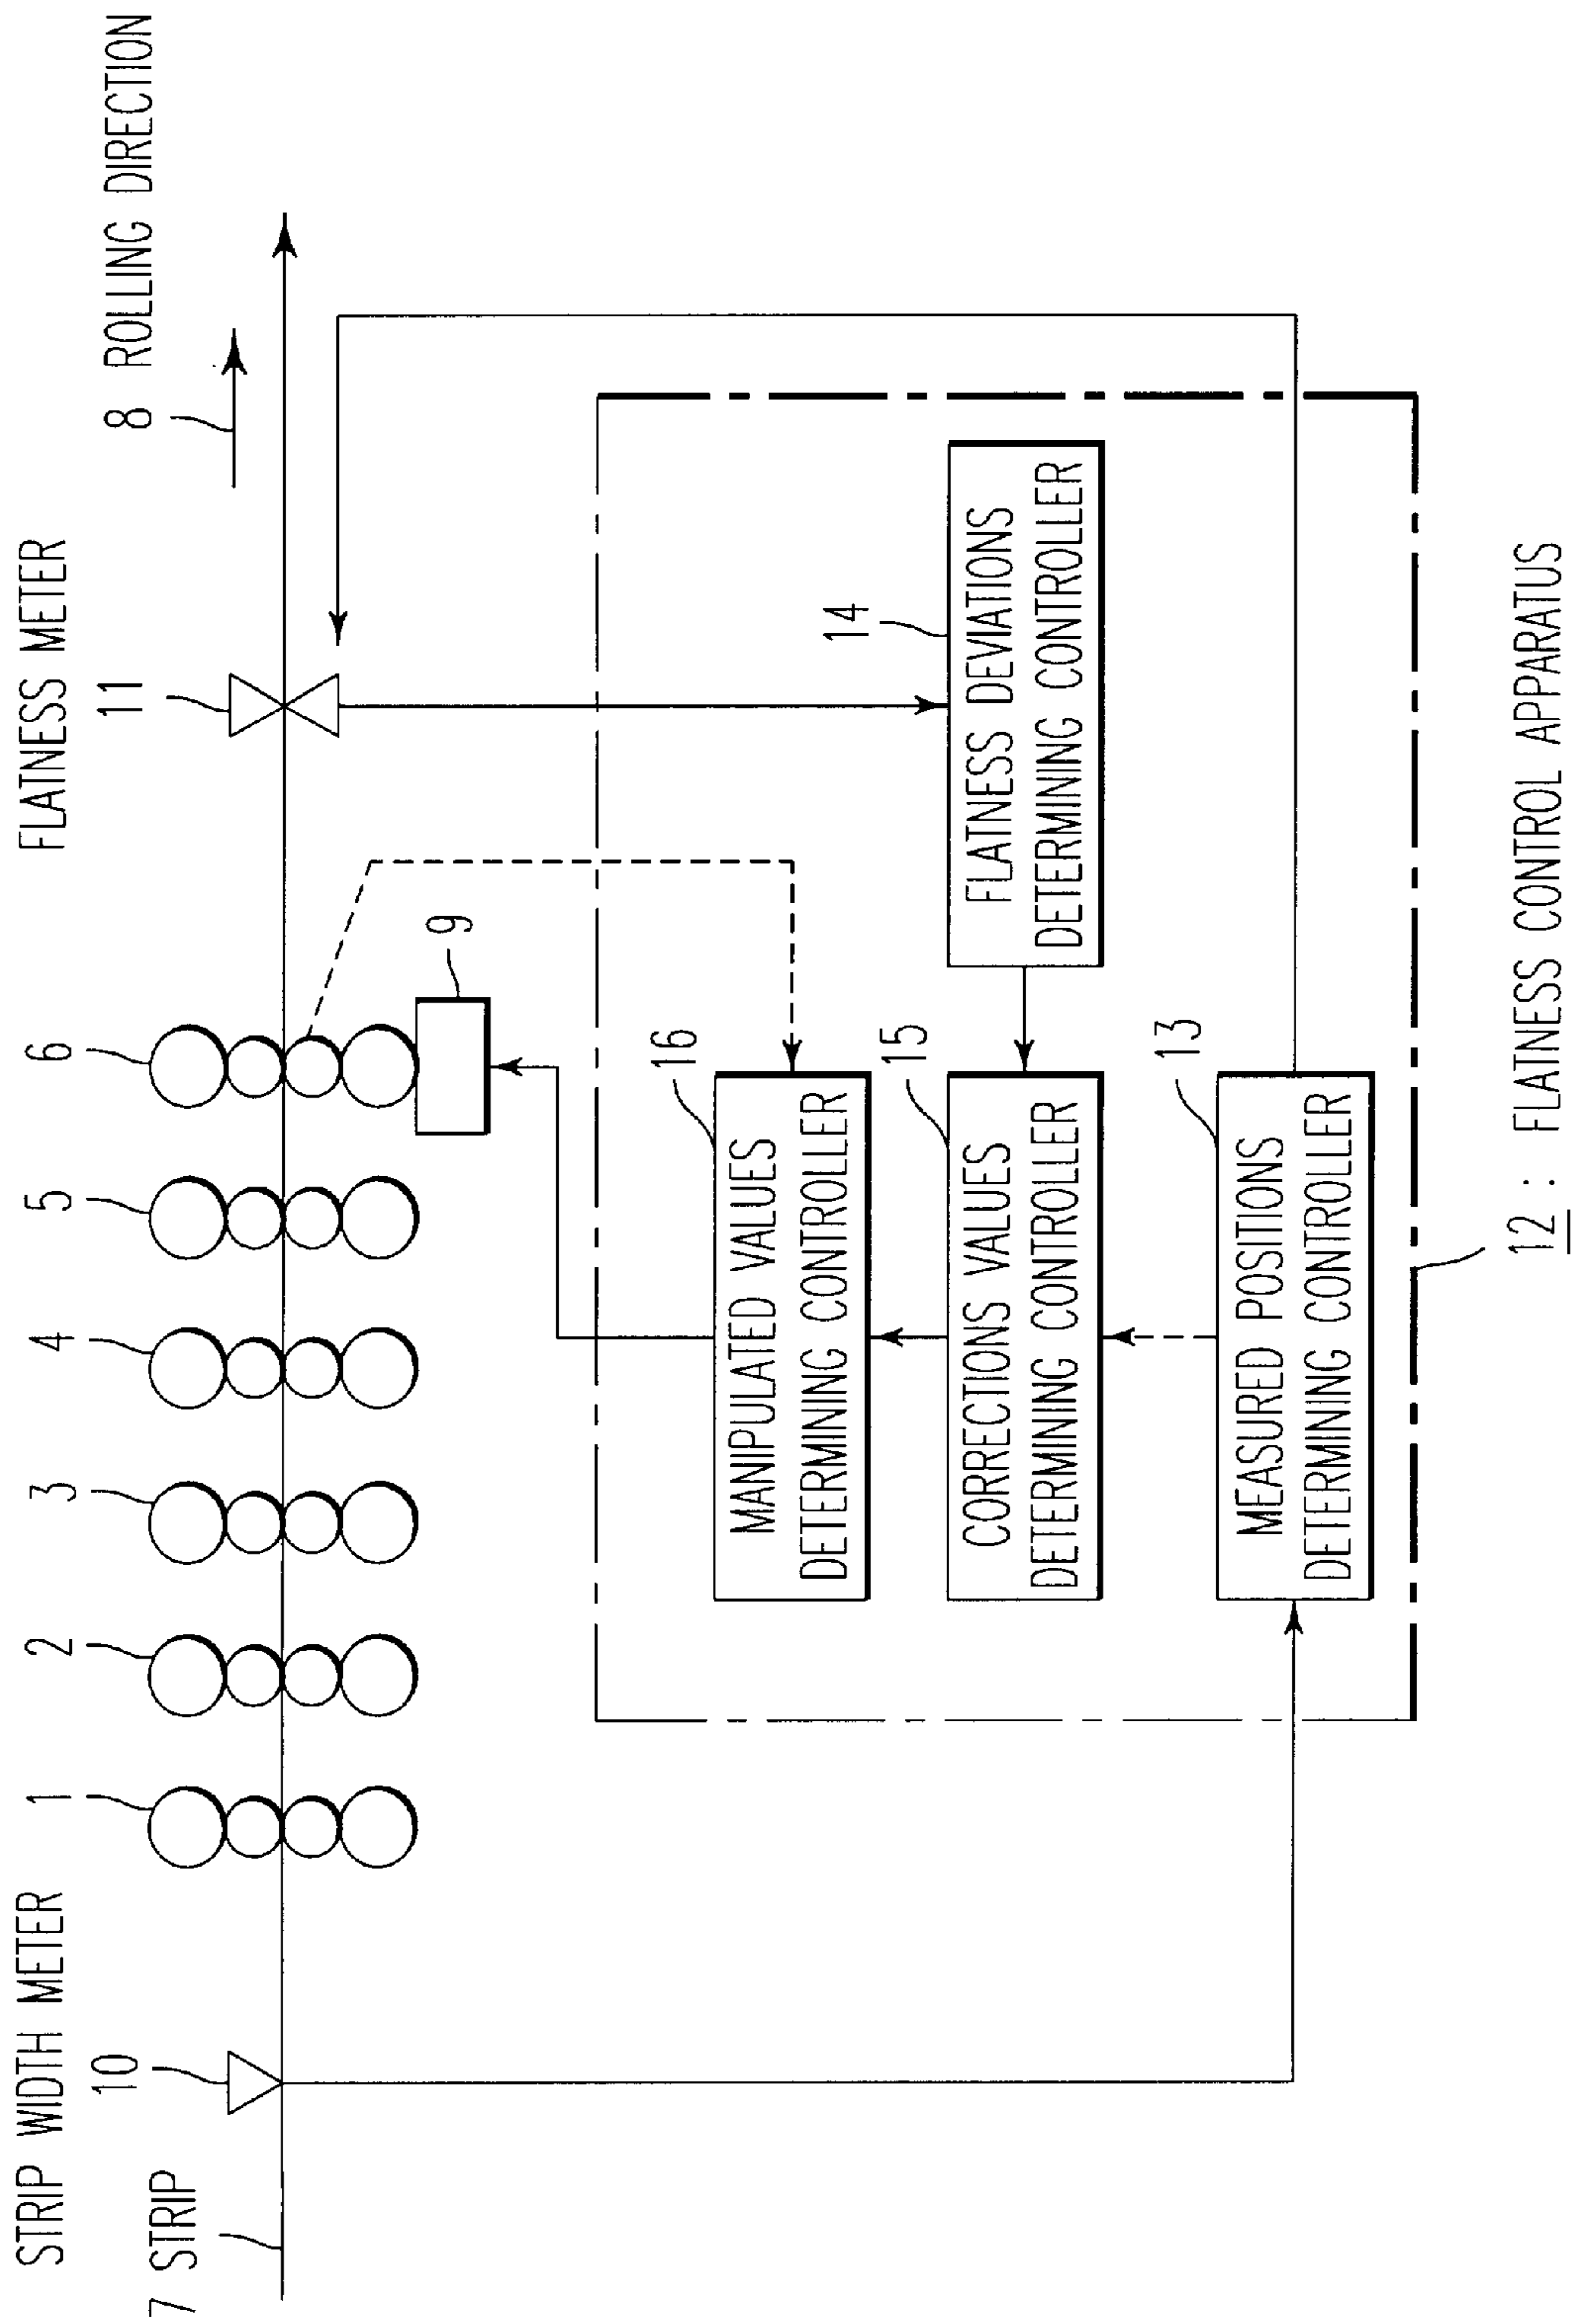 STRIP WIDTH METER
FLATNESS METER
10
1
2
3
4
5
6
11
8 ROLLING DIRECTION
7 STRIP
9
16
MANIPULATED VALUES
DETERMINING CONTROLLER
14
FLATNESS DEVIATIONS
DETERMINING CONTROLLER
15
CORRECTIONS VALUES
DETERMINING CONTROLLER
13
MEASURED POSITIONS
DETERMINING CONTROLLER
12 : FLATNESS CONTROL APPARATUS